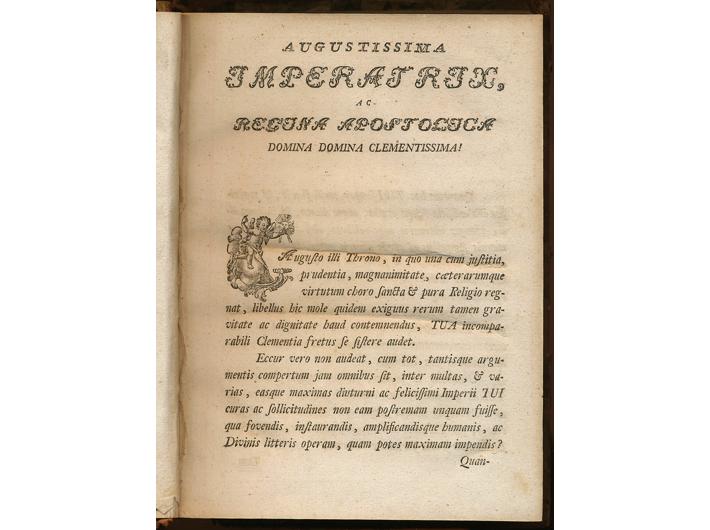 AUGUSTISSIMA
IMPERATRIX,
AC
REGINA APOSTOLICA
DOMINA DOMINA CLEMENTISSIMA!
Augusto illi Throno, in quo una cum justitia,
prudentia, magnanimitate, cæterarumque
virtutum choro sancta & pura Religio reg-
nat, libellus hic mole quidem exiguus rerum tamen gra-
vitate ac dignitate haud contemnendus, TUA incompa-
rabili Clementia fretus se sistere audet.
Eccur vero non audeat, cum tot, tantisque argu-
mentis compertum jam omnibus sit, inter multas, & va-
rias, easque maximas diuturni ac felicissimi Imperii TUI
curas ac sollicitudines non eam postremam unquam fuisse,
qua fovendis, instaurandis, amplificandisque humanis, ac
Divinis litteris operam, quam potes maximam impendis?
Quan-